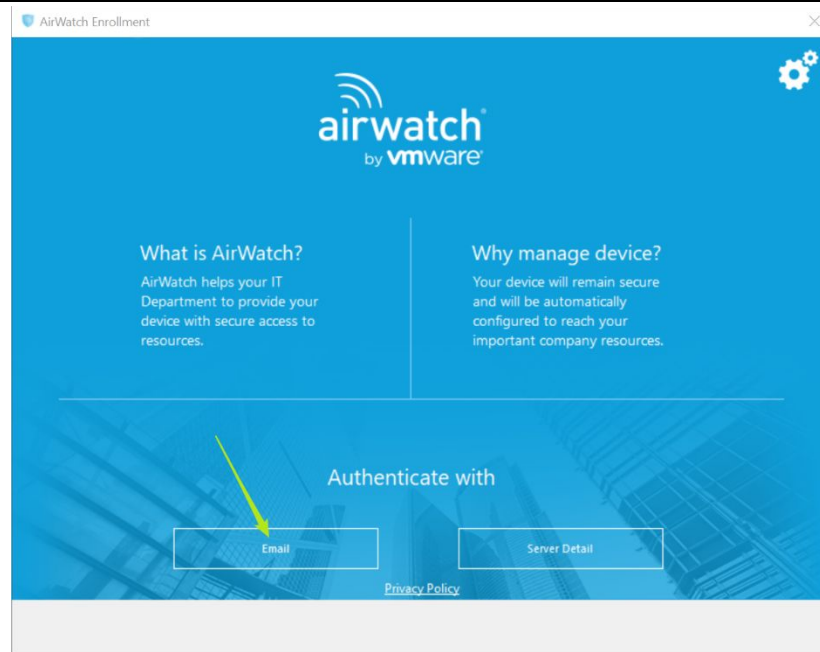 AirWatch Enrollment
airwatch®
by vmware®
What is AirWatch?
AirWatch helps your IT
Department to provide your
device with secure access to
resources.
Why manage device?
Your device will remain secure
and will be automatically
configured to reach your
important company resources.
Authenticate with
Email
Server Detail
Privacy Policy